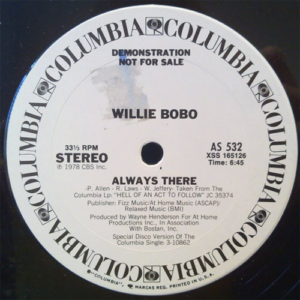 COLUMBIA COLUMBIA COLUMBIA COLUMBIA COLUMBIA COLUMBIA
DEMONSTRATION
NOT FOR SALE
WILLIE BOBO
33⅓ RPM
STEREO
℗ 1978 CBS Inc.
AS 532
XSS 165126
Time: 6:45
ALWAYS THERE
-P. Allen - R. Laws - W. Jeffery- Taken From The
Columbia Lp: "HELL OF AN ACT TO FOLLOW" JC 35374
Publisher: Fizz Music/At Home Music (ASCAP)/
Relaxed Music (BMI)
Produced by Wayne Henderson For At Home
Productions Inc., In Association
With Bostan, Inc.
Special Disco Version Of The
Columbia Single: 3-10862
"COLUMBIA", MARCAS REG. PRINTED IN U.S.A.